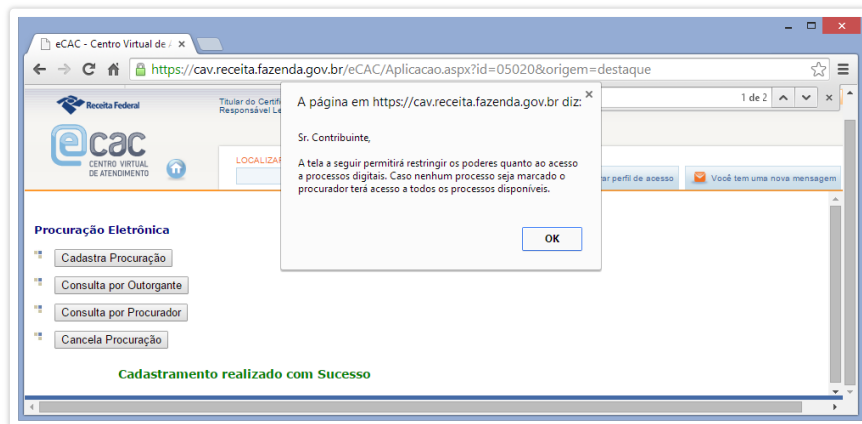 eCAC - Centro Virtual de
https://cav.receita.fazenda.gov.br/eCAC/Aplicacao.aspx?id=05020&origem=destaque
1 de 2
Receita Federal
Titular do
Responsável
ecac
CENTRO VIRTUAL
DE ATENDIMENTO
LOCALIZAR
perfil de acesso
Você tem uma nova mensagem
A página em https://cav.receita.fazenda.gov.br diz:
Sr. Contribuinte,
A tela a seguir permitirá restringir os poderes quanto ao acesso
a processos digitais. Caso nenhum processo seja marcado o
procurador terá acesso a todos os processos disponíveis.
OK
Procuração Eletrônica
Cadastra Procuração
Consulta por Outorgante
Consulta por Procurador
Cancela Procuração
Cadastramento realizado com Sucesso